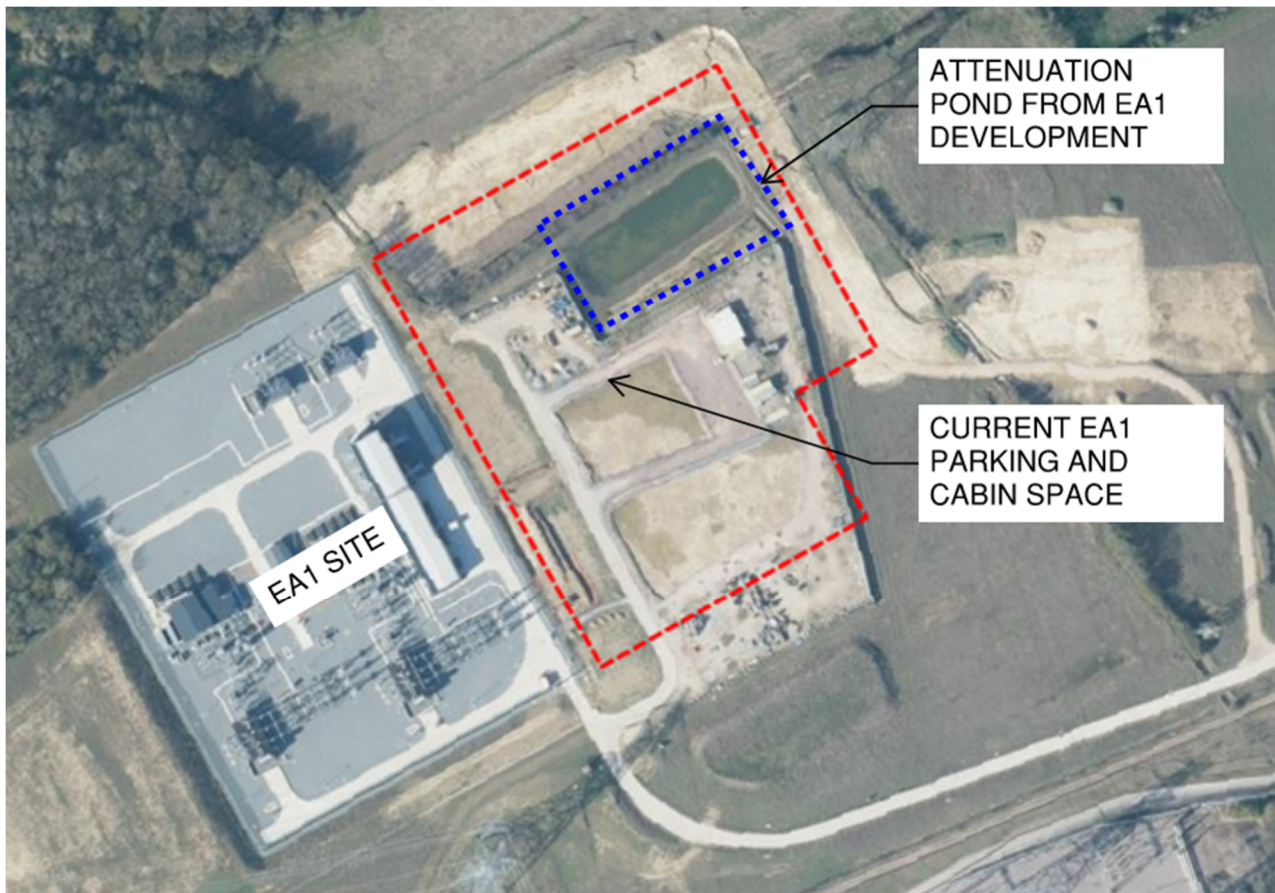 ATTENUATION
POND FROM EA1
DEVELOPMENT
CURRENT EA1
PARKING AND
CABIN SPACE
EA1 SITE